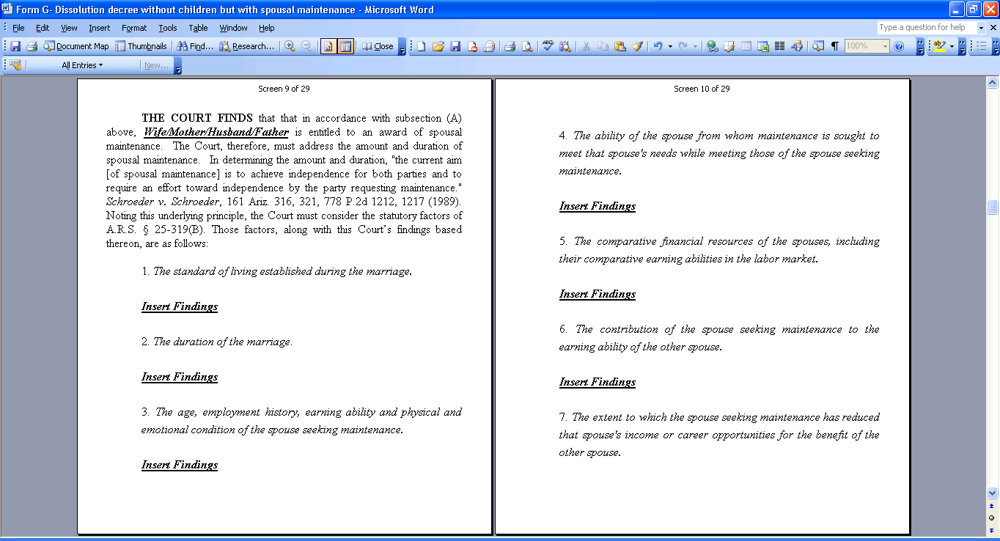 Form G- Dissolution decree without children but with spousal maintenance - Microsoft Word
File Edit View Insert Format Tools Table Window Help
Type a question for help
Document Map Thumbnails Find... Research... Close 100%
All Entries New...
Screen 9 of 29
THE COURT FINDS that that in accordance with subsection (A)
above, Wife/Mother/Husband/Father is entitled to an award of spousal
maintenance. The Court, therefore, must address the amount and duration of
spousal maintenance. In determining the amount and duration, "the current aim
[of spousal maintenance] is to achieve independence for both parties and to
require an effort toward independence by the party requesting maintenance."
Schroeder v. Schroeder, 161 Ariz. 316, 321, 778 P.2d 1212, 1217 (1989).
Noting this underlying principle, the Court must consider the statutory factors of
A.R.S. § 25-319(B). Those factors, along with this Court’s findings based
thereon, are as follows:
1. The standard of living established during the marriage.
Insert Findings
2. The duration of the marriage.
Insert Findings
3. The age, employment history, earning ability and physical and
emotional condition of the spouse seeking maintenance.
Insert Findings
Screen 10 of 29
4. The ability of the spouse from whom maintenance is sought to
meet that spouse's needs while meeting those of the spouse seeking
maintenance.
Insert Findings
5. The comparative financial resources of the spouses, including
their comparative earning abilities in the labor market.
Insert Findings
6. The contribution of the spouse seeking maintenance to the
earning ability of the other spouse.
Insert Findings
7. The extent to which the spouse seeking maintenance has reduced
that spouse's income or career opportunities for the benefit of the
other spouse.